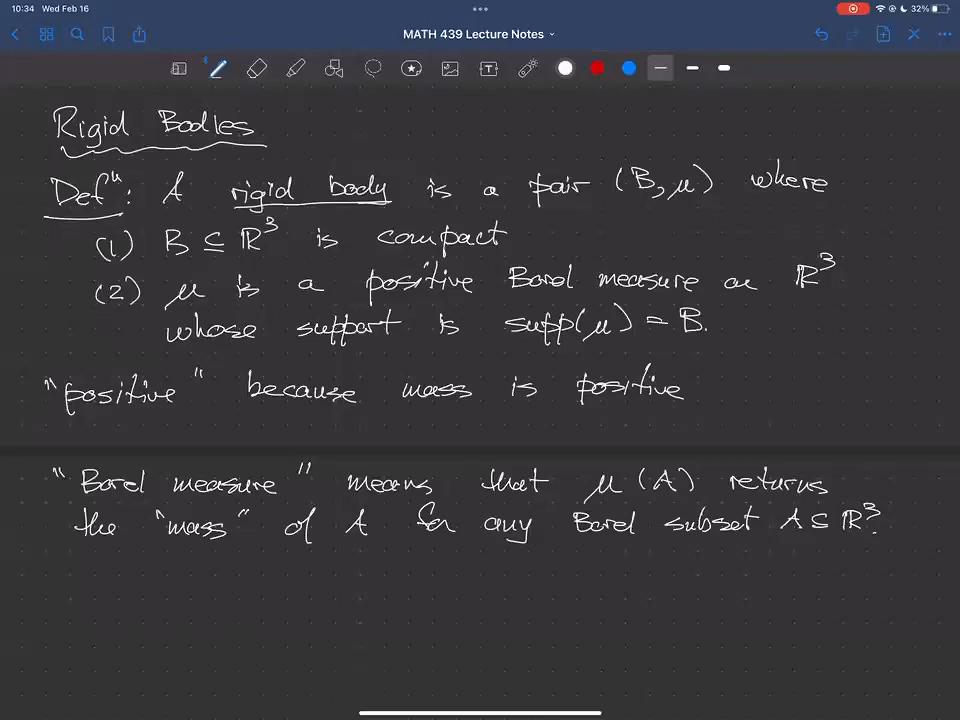 10:34 Wed Feb 16
32%
MATH 439 Lecture Notes
Rigid Bodies
Defⁿ: A rigid body is a pair (B, μ) where
(1) B ⊆ ℝ³ is compact
(2) μ is a positive Borel measure on ℝ³
whose support is supp(μ) = B.
"positive" because mass is positive
"Borel measure" means that μ(A) returns
the "mass" of A for any Borel subset A ⊆ ℝ³.